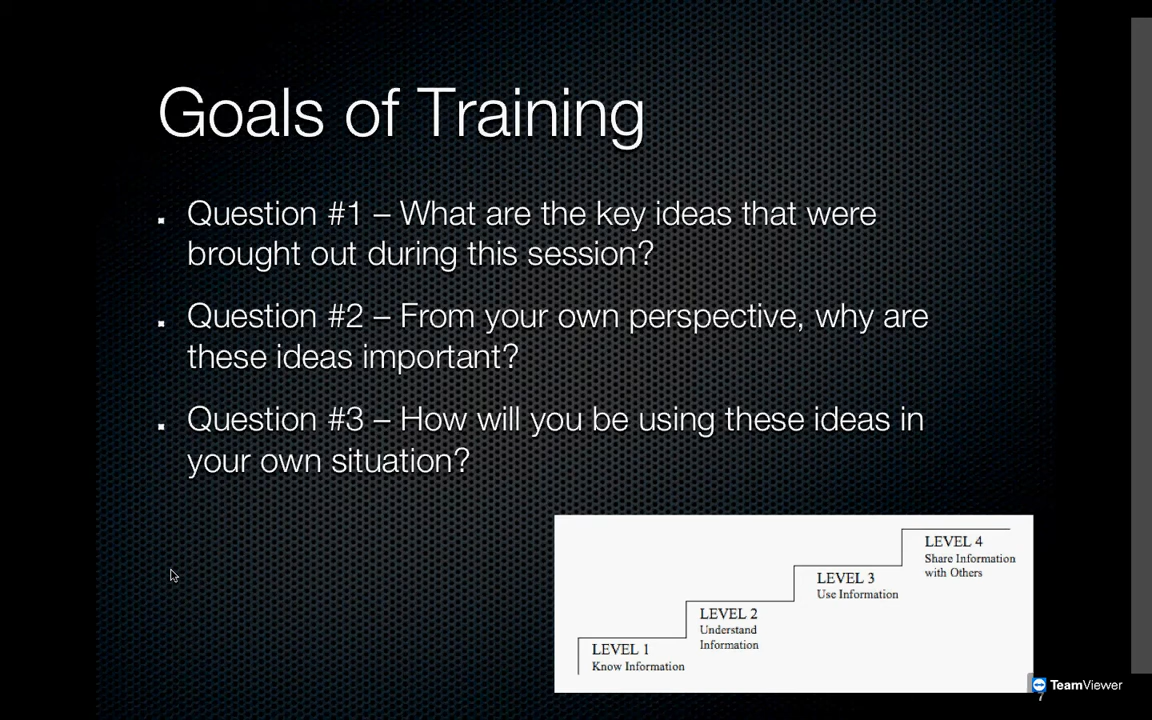 Goals of Training
Question #1 – What are the key ideas that were
brought out during this session?
Question #2 – From your own perspective, why are
these ideas important?
Question #3 – How will you be using these ideas in
your own situation?
LEVEL 4
Share Information
with Others
LEVEL 3
Use Information
LEVEL 2
Understand
Information
LEVEL 1
Know Information
TeamViewer
7